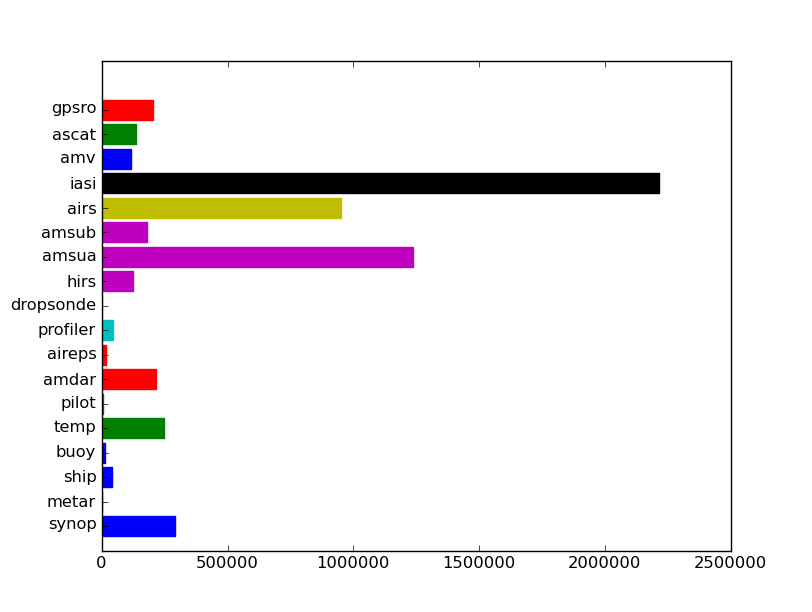 gpsro
ascat
amv
iasi
airs
amsub
amsua
hirs
dropsonde
profiler
aireps
amdar
pilot
temp
buoy
ship
metar
synop
0 500000 1000000 1500000 2000000 2500000